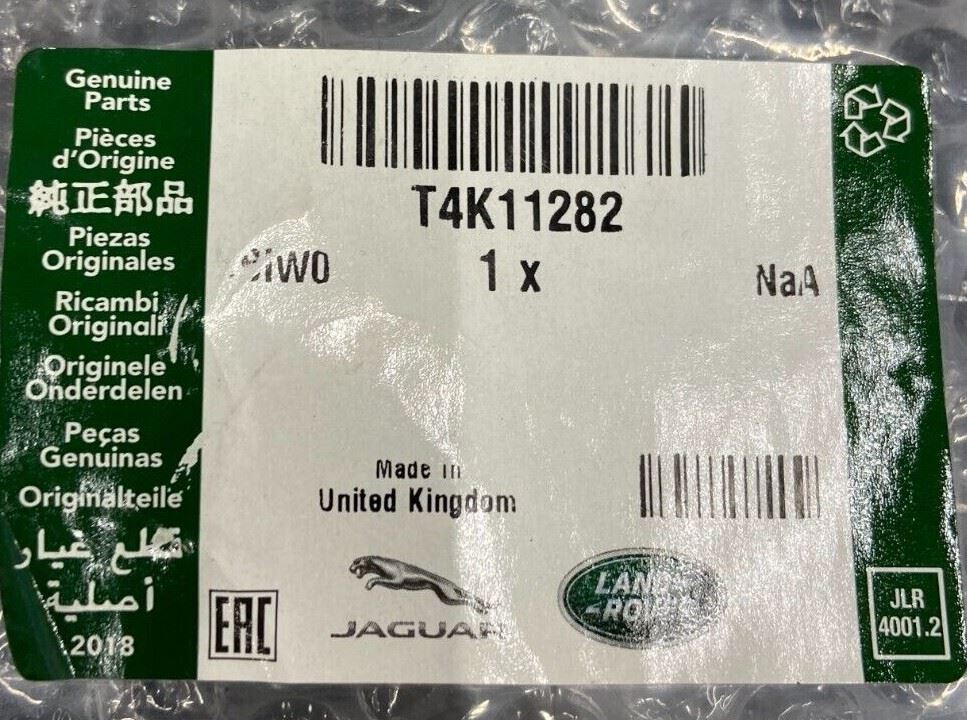 Genuine
Parts
Pièces
d'Origine
純正部品
Piezas
Originales
Ricambi
Originali
Originele
Onderdelen
Peças
Genuinas
Originalteile
قطع غيار
أصلية
2018
T4K11282
1 x
NaA
Made in
United Kingdom
EAC
JAGUAR
LAND
ROVER
JLR
4001.2